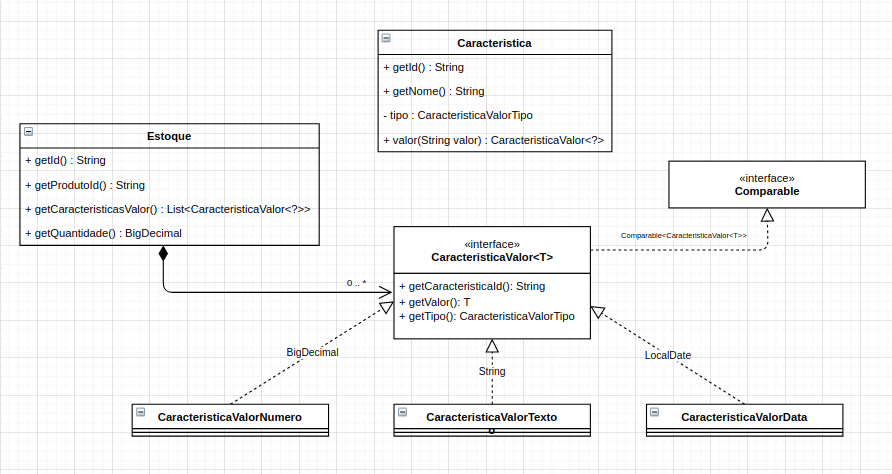 Caracteristica
+ getId() : String
+ getNome() : String
- tipo : CaracteristicaValorTipo
+ valor(String valor) : CaracteristicaValor<?>
Estoque
+ getId() : String
+ getProdutoId() : String
+ getCaracteristicasValor() : List<CaracteristicaValor<?>>
+ getQuantidade() : BigDecimal
«interface»
Comparable
Comparable<CaracteristicaValor<T>>
«interface»
CaracteristicaValor<T>
+ getCaracteristicaId(): String
+ getValor(): T
+ getTipo(): CaracteristicaValorTipo
0 .. *
BigDecimal
String
LocalDate
CaracteristicaValorNumero
CaracteristicaValorTexto
o
CaracteristicaValorData